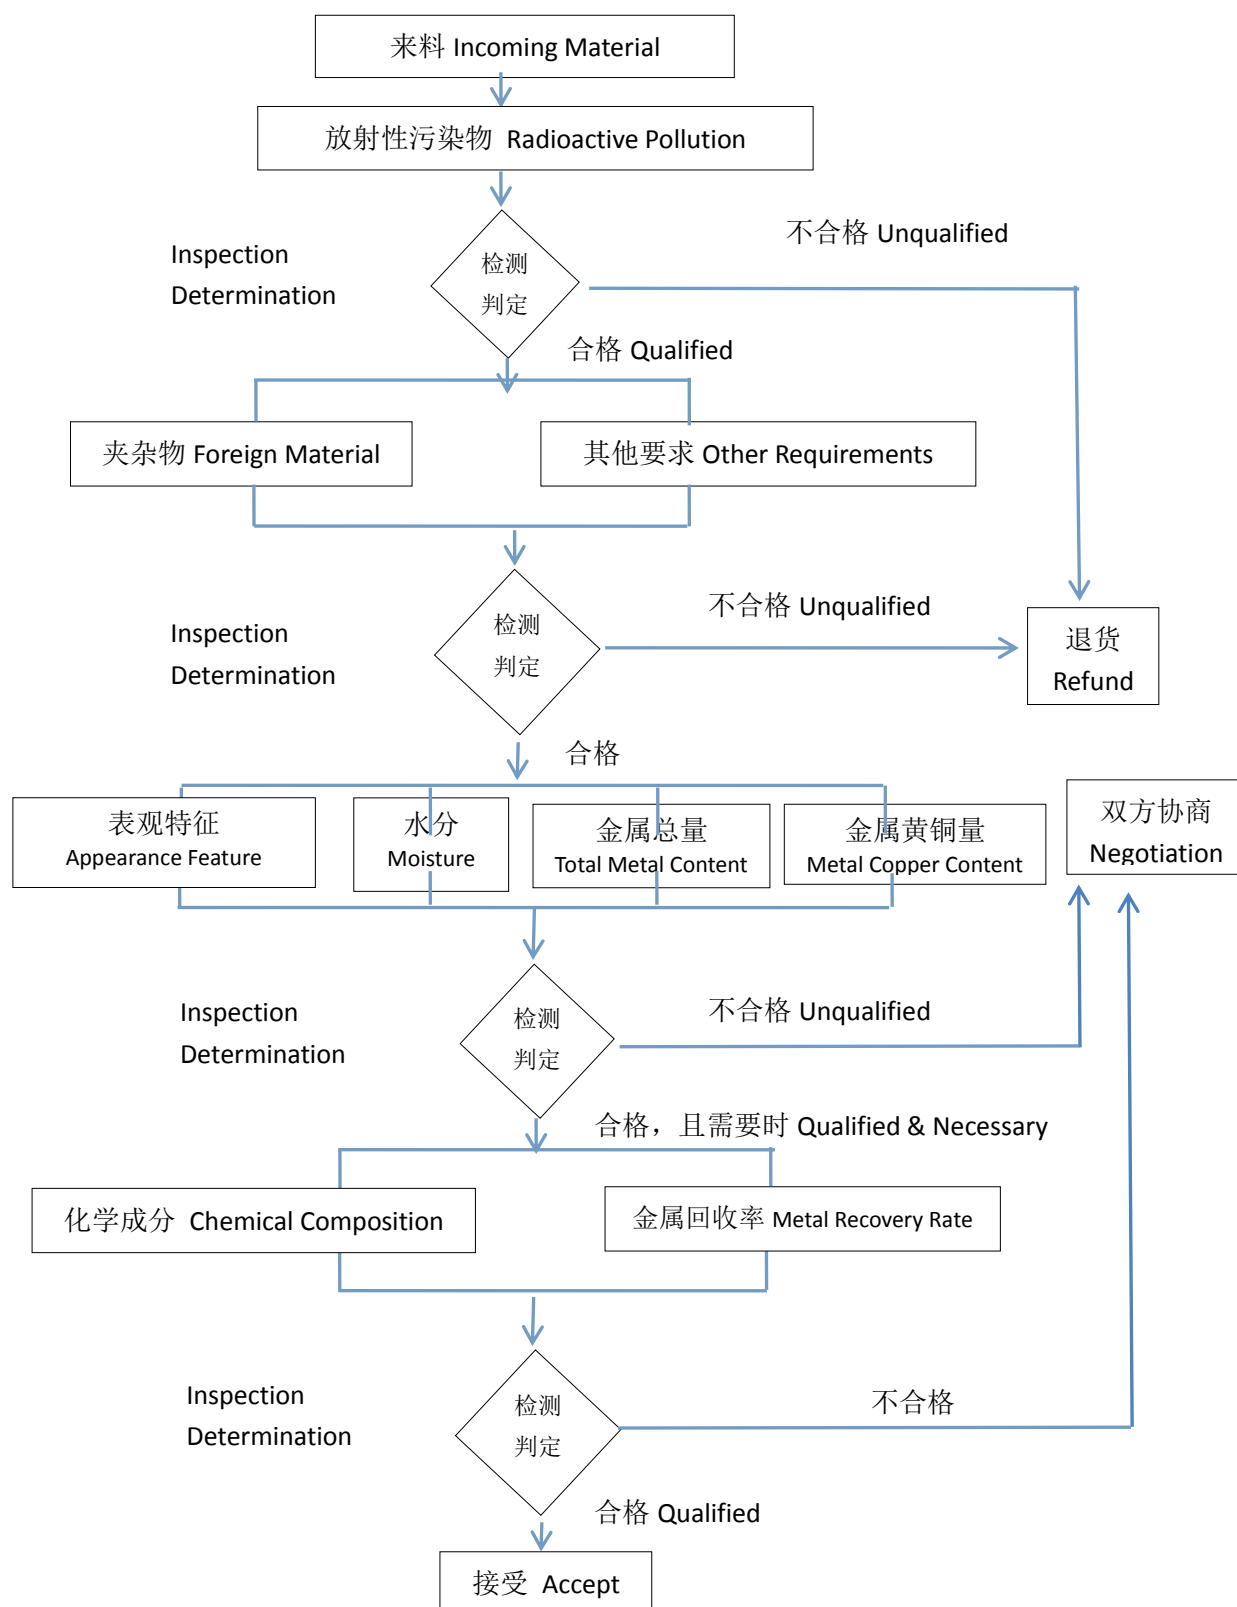 来料 Incoming Material
放射性污染物 Radioactive Pollution
不合格 Unqualified
Inspection
Determination
检测
判定
合格 Qualified
夹杂物 Foreign Material
其他要求 Other Requirements
不合格 Unqualified
Inspection
Determination
检测
判定
退货
Refund
合格
表观特征
Appearance Feature
水分
Moisture
金属总量
Total Metal Content
金属黄铜量
Metal Copper Content
双方协商
Negotiation
Inspection
Determination
检测
判定
不合格 Unqualified
合格，且需要时 Qualified & Necessary
化学成分 Chemical Composition
金属回收率 Metal Recovery Rate
Inspection
Determination
检测
判定
不合格
合格 Qualified
接受 Accept